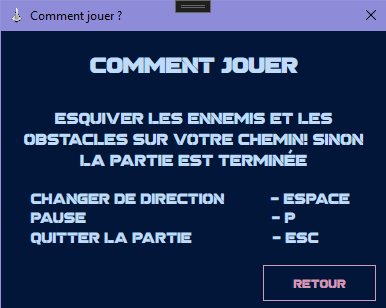 Comment jouer ?
COMMENT JOUER
ESQUIVER LES ENNEMIS ET LES
OBSTACLES SUR VOTRE CHEMIN! SINON
LA PARTIE EST TERMINÉE
CHANGER DE DIRECTION - ESPACE
PAUSE - P
QUITTER LA PARTIE - ESC
RETOUR